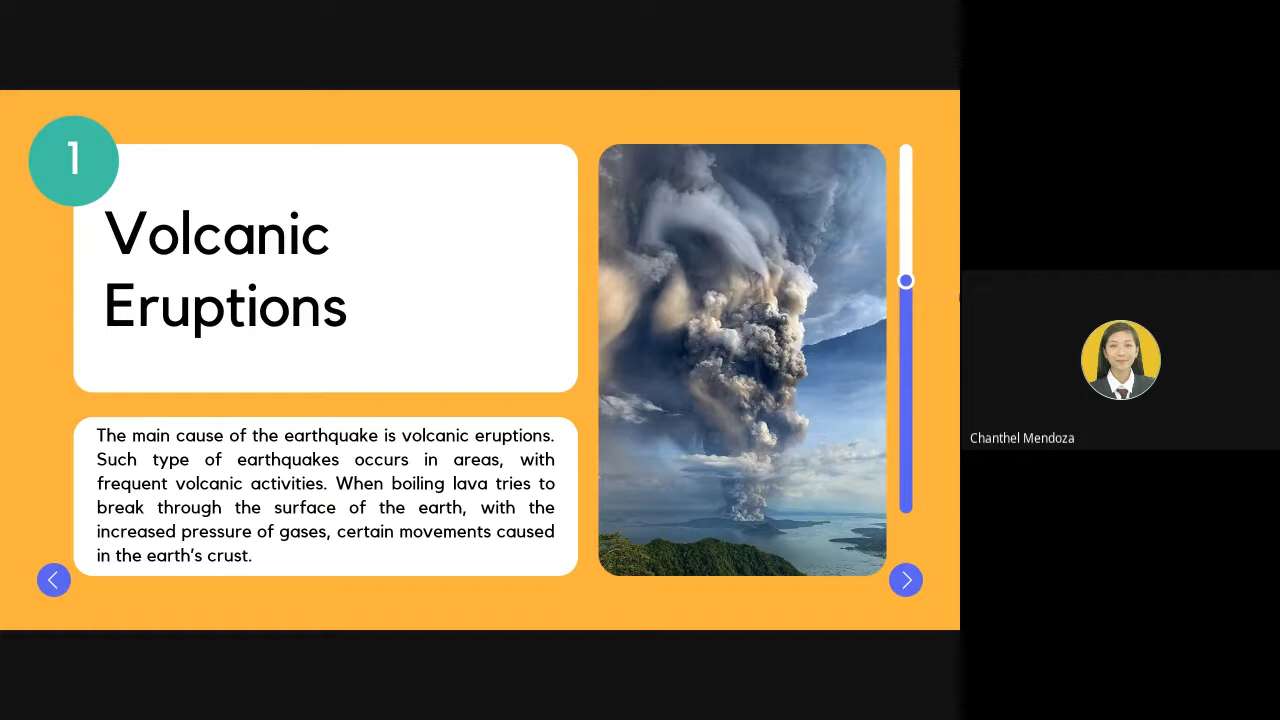 1
Volcanic
Eruptions
The main cause of the earthquake is volcanic eruptions.
Such type of earthquakes occurs in areas, with
frequent volcanic activities. When boiling lava tries to
break through the surface of the earth, with the
increased pressure of gases, certain movements caused
in the earth's crust.
Chanthel Mendoza